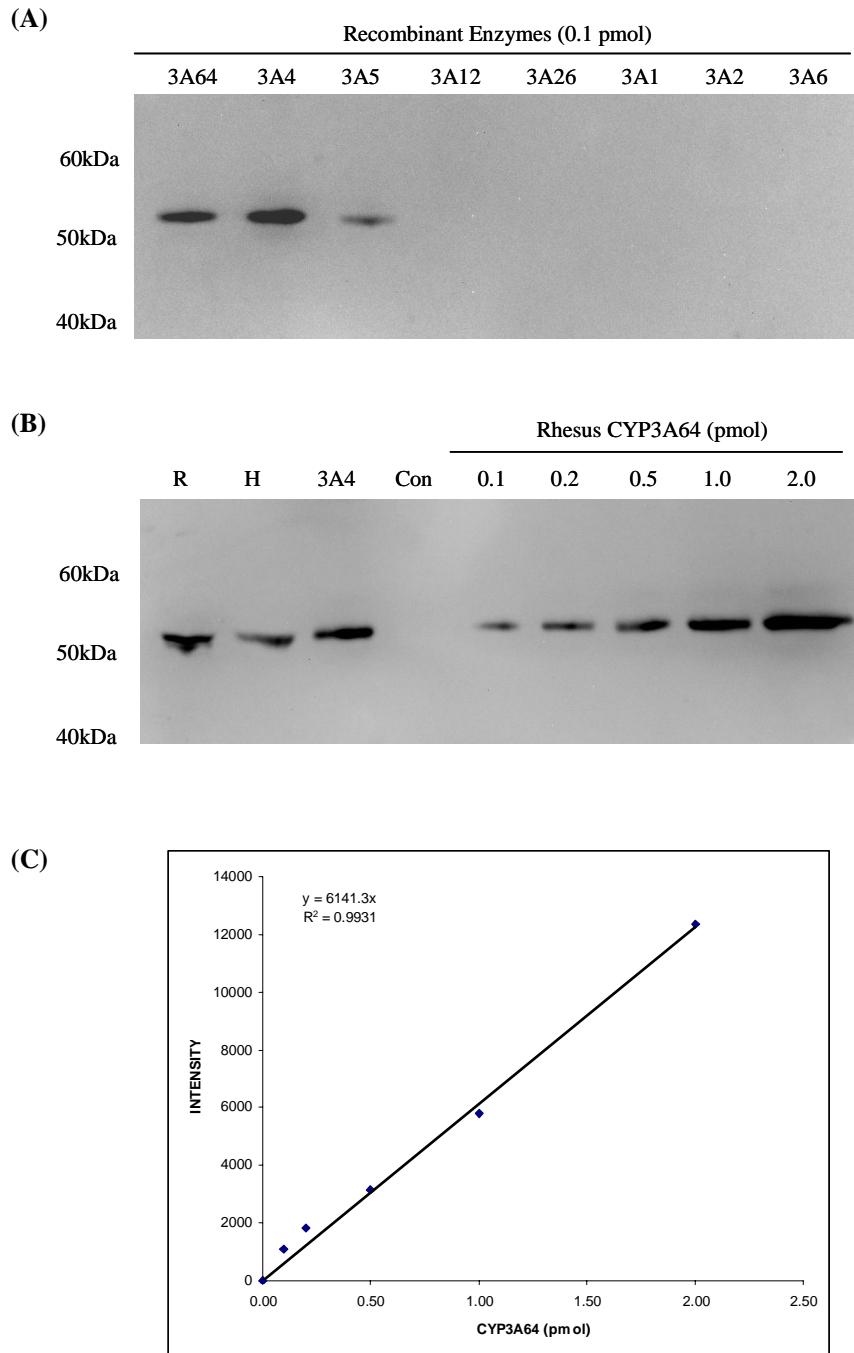 (A)
Recombinant Enzymes (0.1 pmol)
3A64 3A4 3A5 3A12 3A26 3A1 3A2 3A6
60kDa
50kDa
40kDa
(B)
Rhesus CYP3A64 (pmol)
R H 3A4 Con 0.1 0.2 0.5 1.0 2.0
60kDa
50kDa
40kDa
(C)
14000
y = 6141.3x
R² = 0.9931
12000
10000
8000
INTENSITY
6000
4000
2000
0
0.00 0.50 1.00 1.50 2.00 2.50
CYP3A64 (pmol)